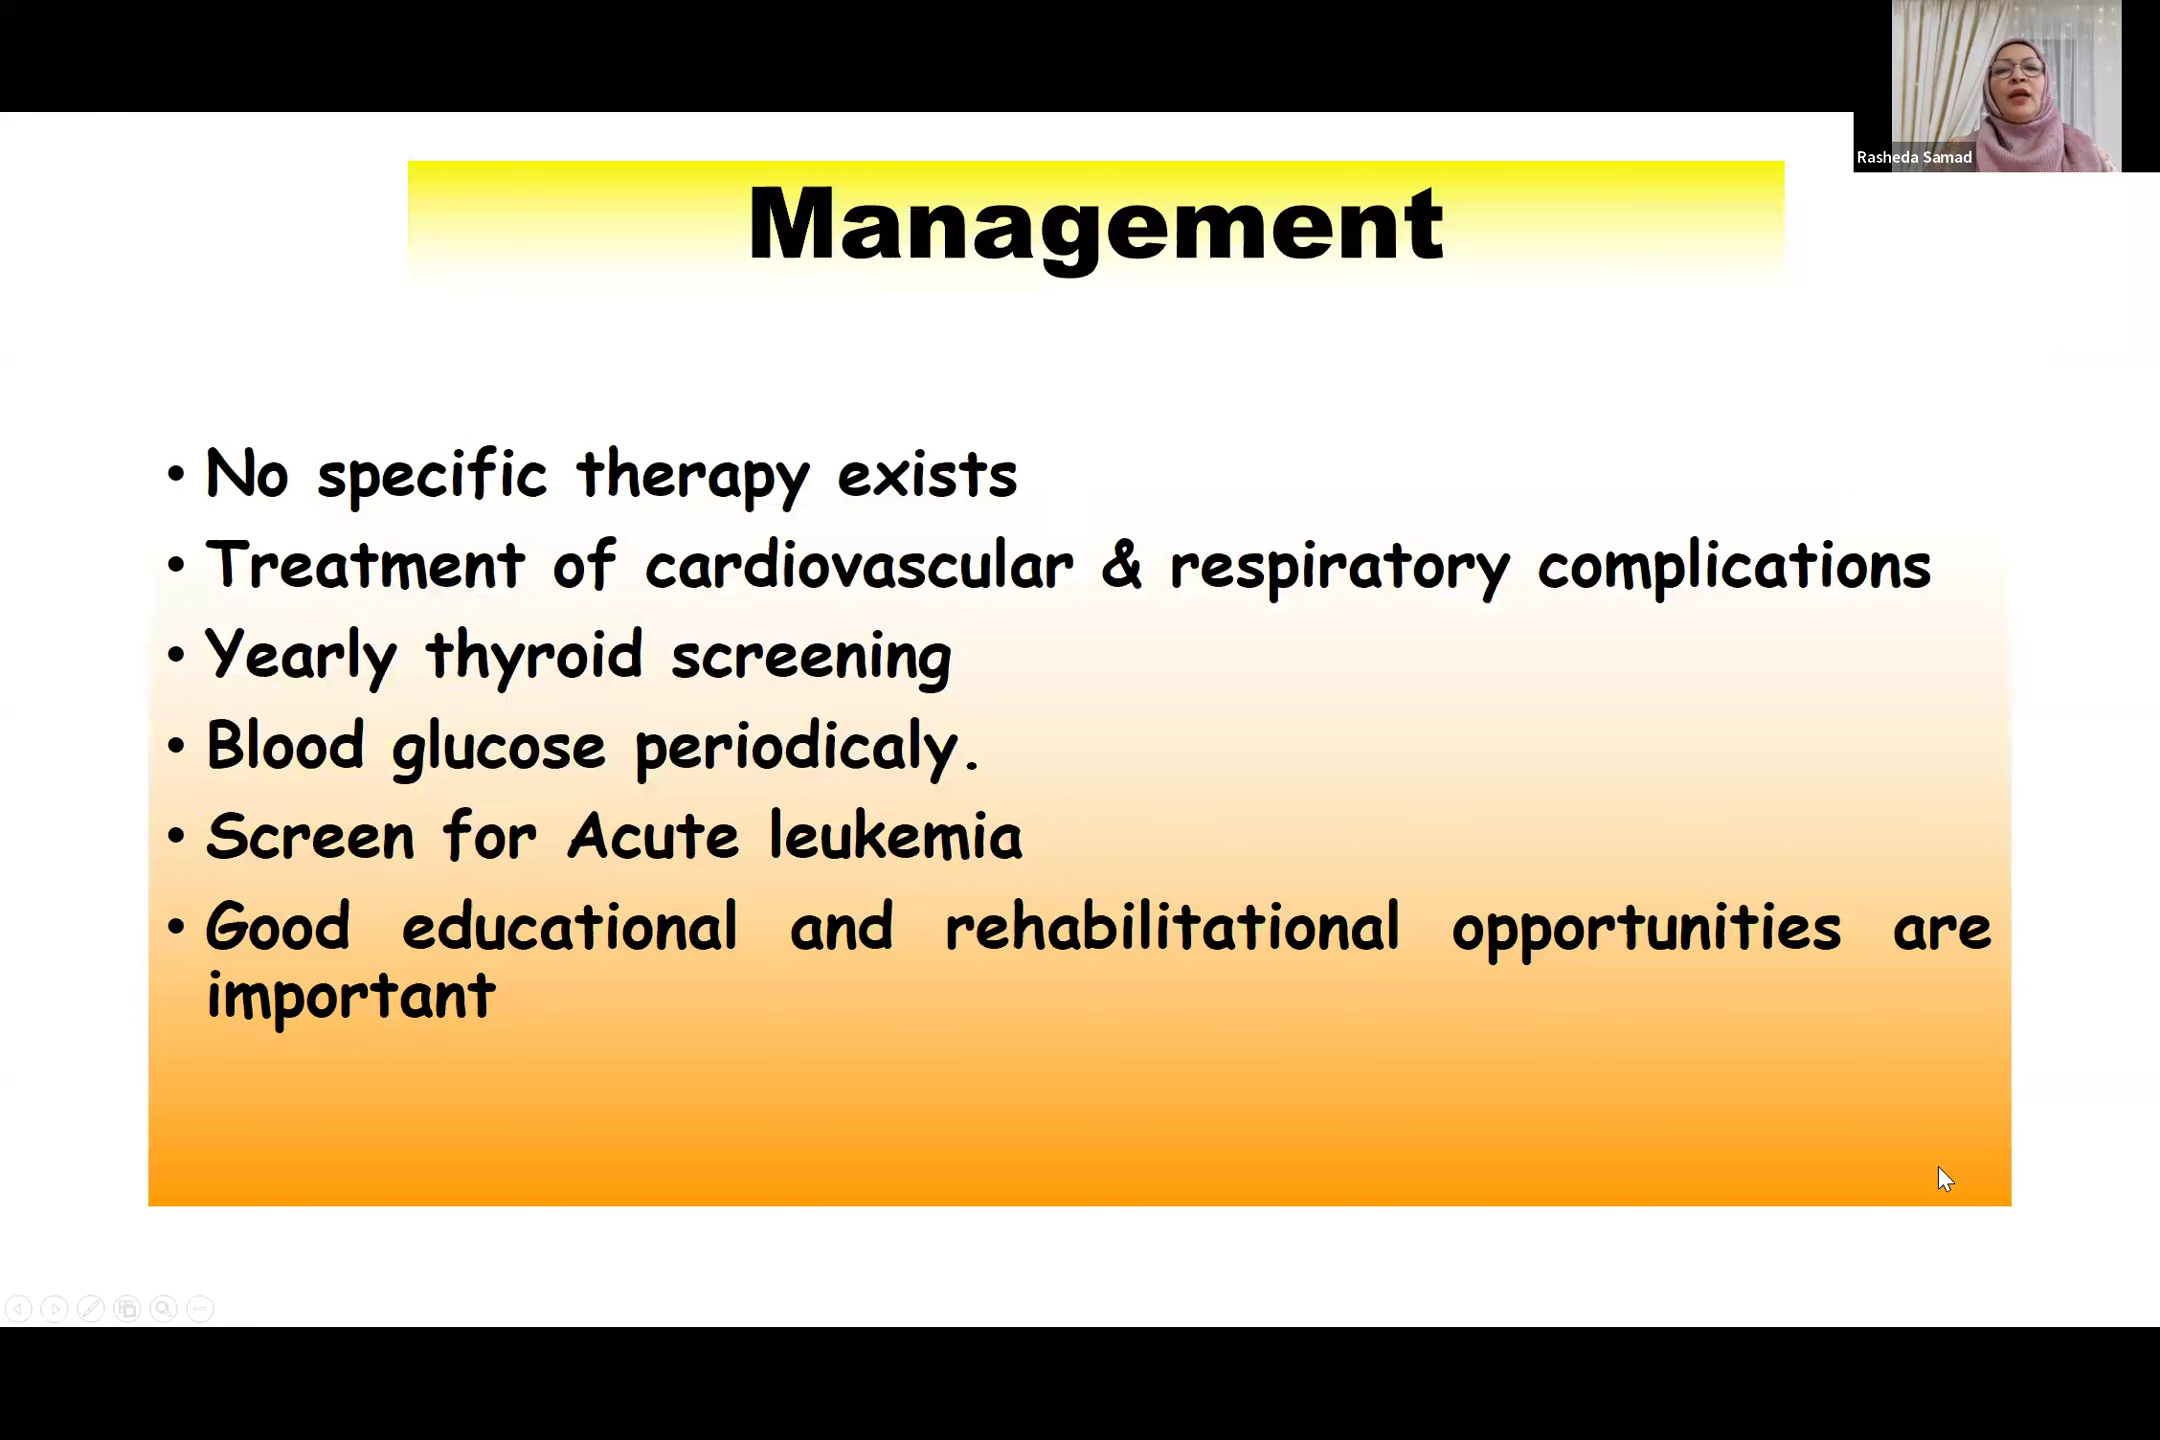 Rasheda Samad
Management
• No specific therapy exists
• Treatment of cardiovascular & respiratory complications
• Yearly thyroid screening
• Blood glucose periodicaly.
• Screen for Acute leukemia
• Good educational and rehabilitational opportunities are
important